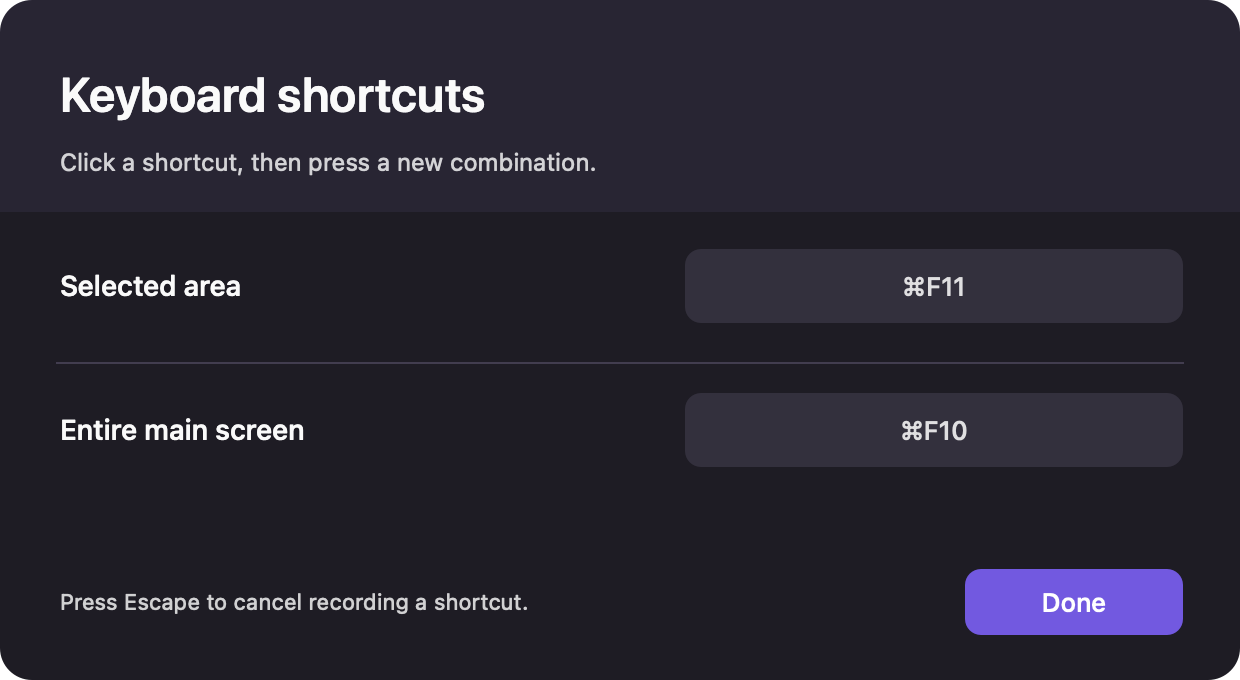 Keyboard shortcuts
Click a shortcut, then press a new combination.
Selected area
⌘F11
Entire main screen
⌘F10
Press Escape to cancel recording a shortcut.
Done